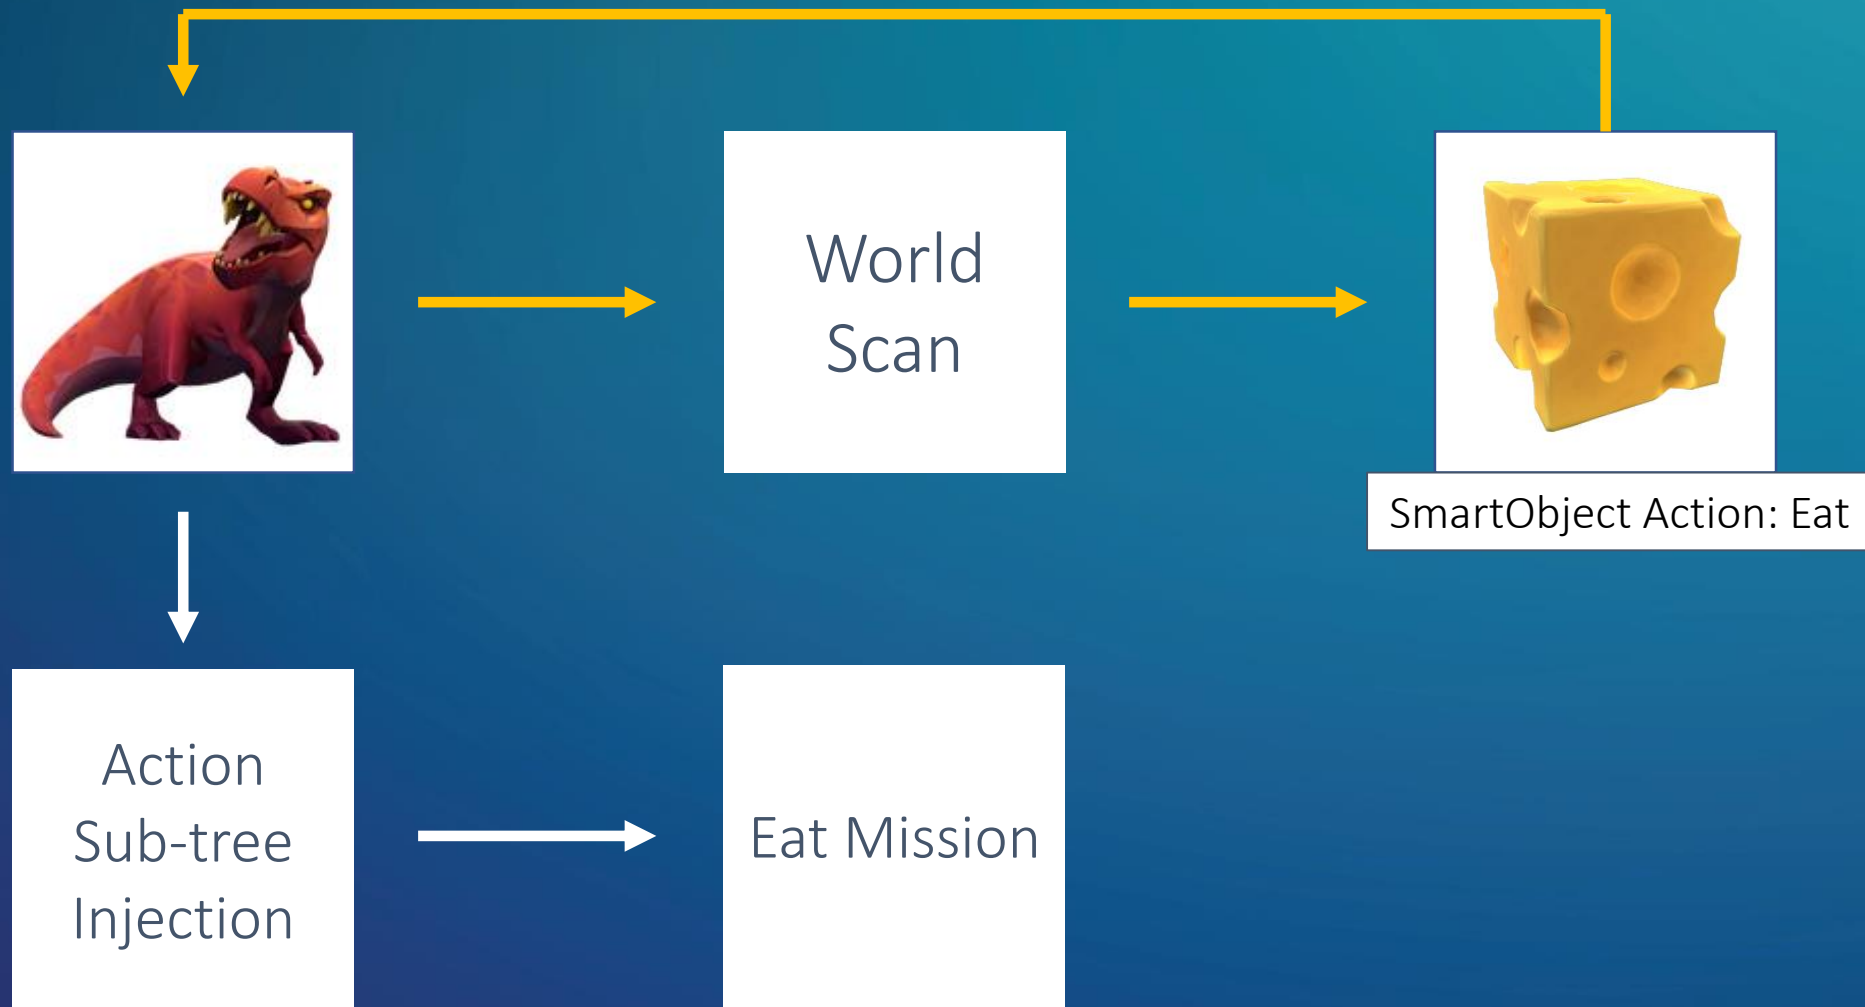 World
Scan
SmartObject Action: Eat
Action
Sub-tree
Injection
Eat Mission